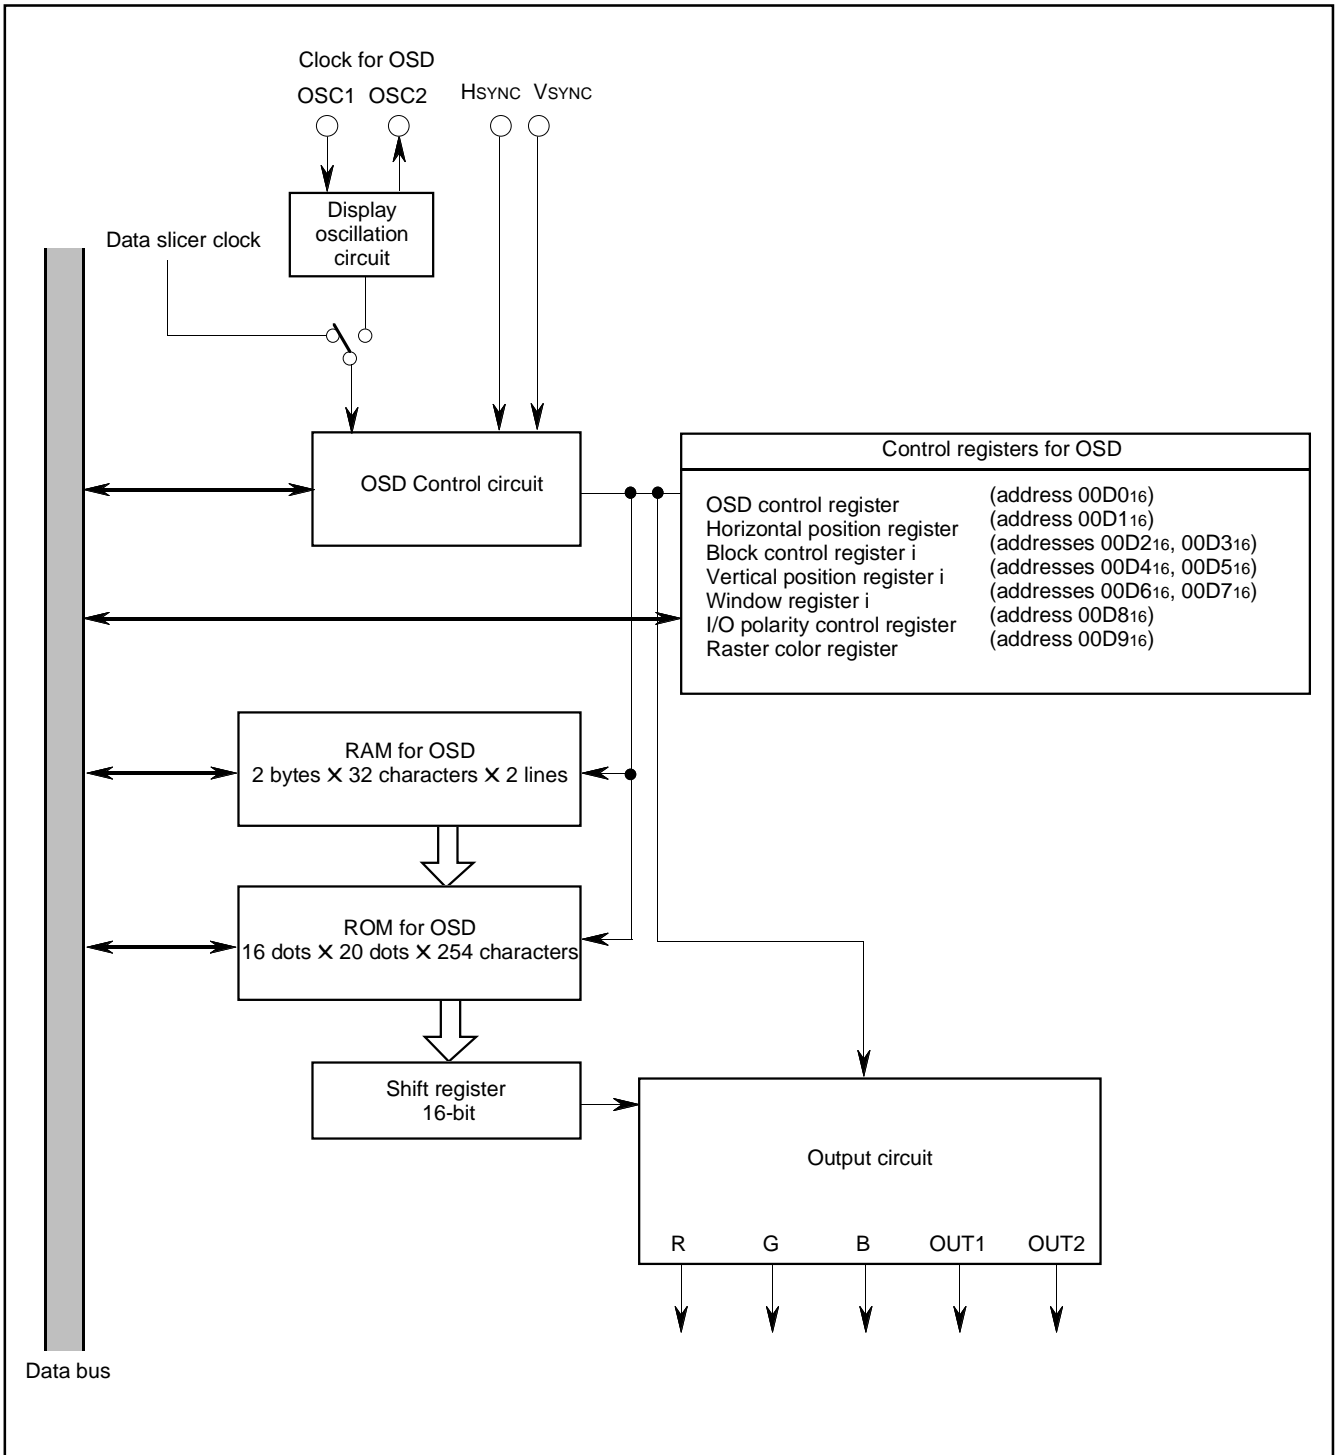 Clock for OSD
OSC1 OSC2 HSYNC VSYNC
Display
oscillation
circuit
Data slicer clock
OSD Control circuit
Control registers for OSD
OSD control register (address 00D016)
Horizontal position register (address 00D116)
Block control register i (addresses 00D216, 00D316)
Vertical position register i (addresses 00D416, 00D516)
Window register i (addresses 00D616, 00D716)
I/O polarity control register (address 00D816)
Raster color register (address 00D916)
RAM for OSD
2 bytes × 32 characters × 2 lines
ROM for OSD
16 dots × 20 dots × 254 characters
Shift register
16-bit
Output circuit
R G B OUT1 OUT2
Data bus